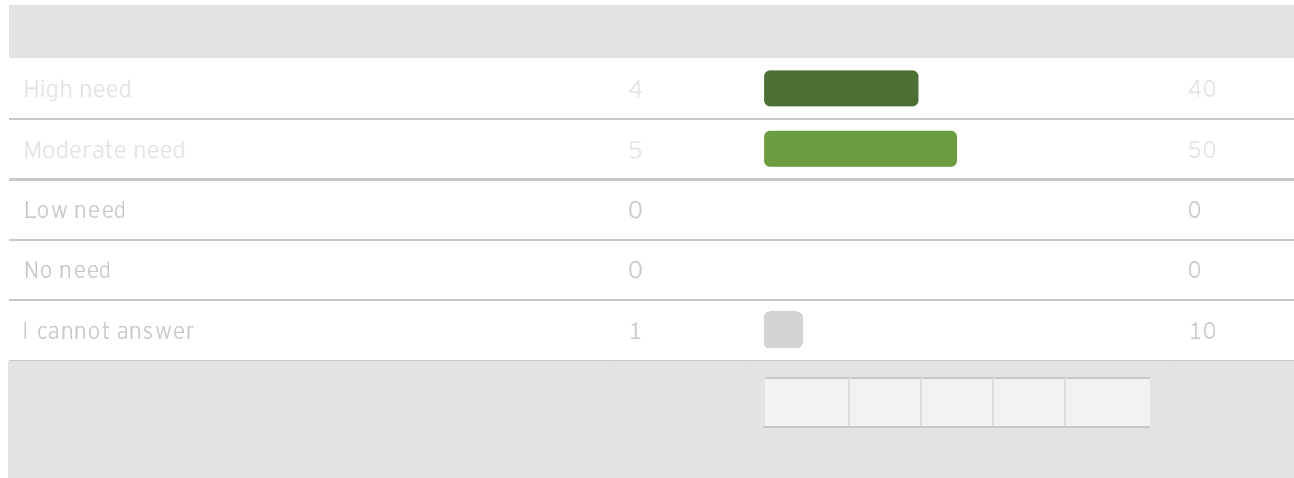 High need 4 40
Moderate need 5 50
Low need 0 0
No need 0 0
I cannot answer 1 10